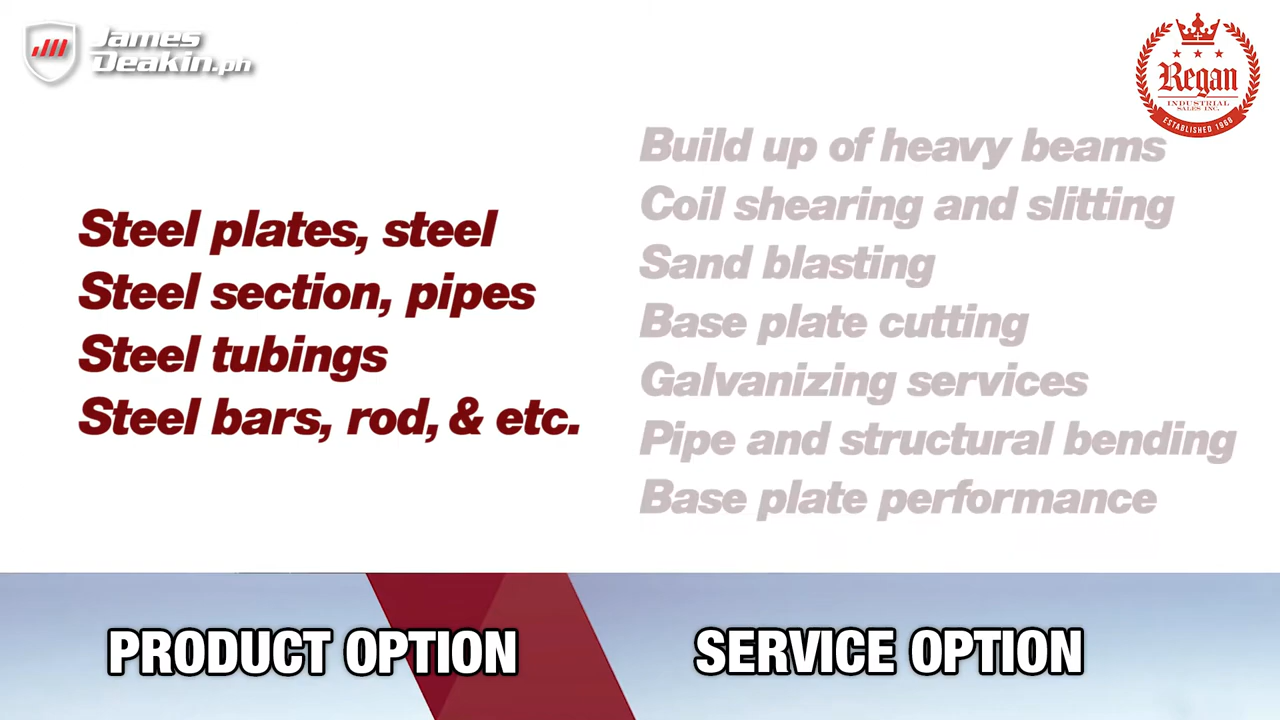 James
Deakin.ph
Regan
INDUSTRIAL
SALES INC.
ESTABLISHED 1968
Steel plates, steel
Steel section, pipes
Steel tubings
Steel bars, rod, & etc.
Build up of heavy beams
Coil shearing and slitting
Sand blasting
Base plate cutting
Galvanizing services
Pipe and structural bending
Base plate performance
PRODUCT OPTION
SERVICE OPTION